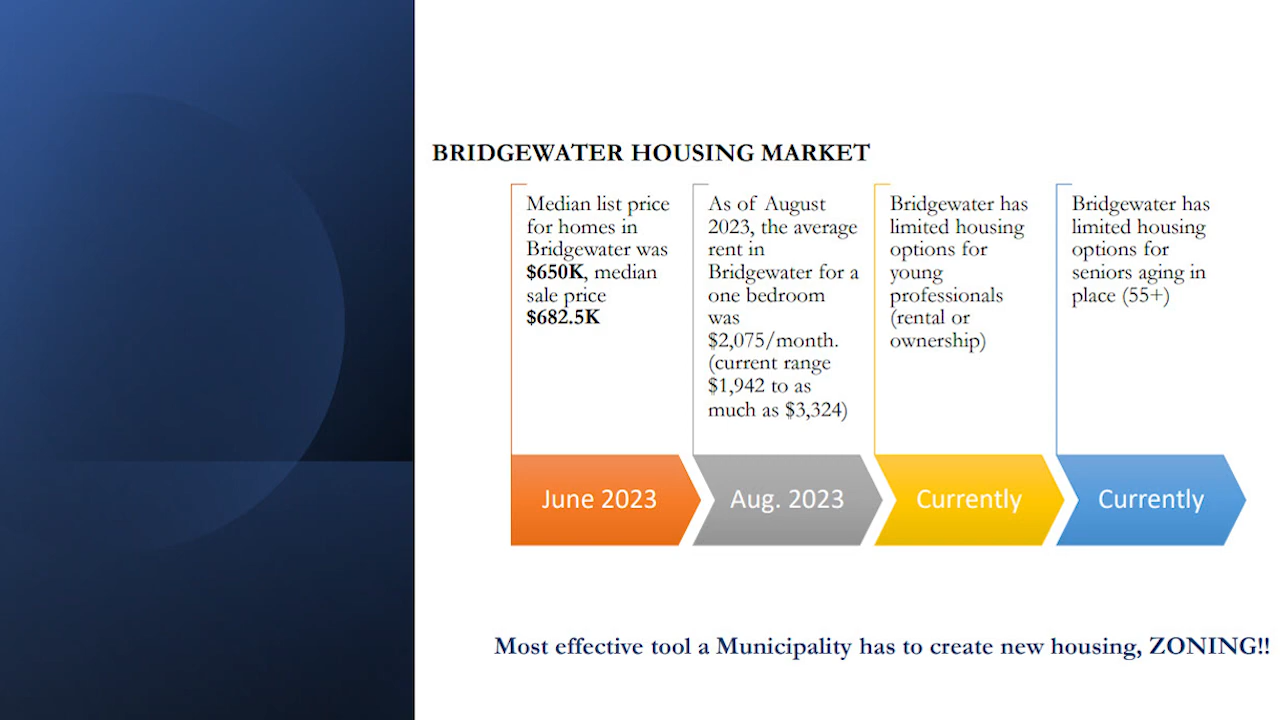 BRIDGEWATER HOUSING MARKET
Median list price
for homes in
Bridgewater was
$650K, median
sale price
$682.5K
As of August
2023, the average
rent in
Bridgewater for a
one bedroom
was
$2,075/month.
(current range
$1,942 to as
much as $3,324)
Bridgewater has
limited housing
options for
young
professionals
(rental or
ownership)
Bridgewater has
limited housing
options for
seniors aging in
place (55+)
June 2023
Aug. 2023
Currently
Currently
Most effective tool a Municipality has to create new housing, ZONING!!